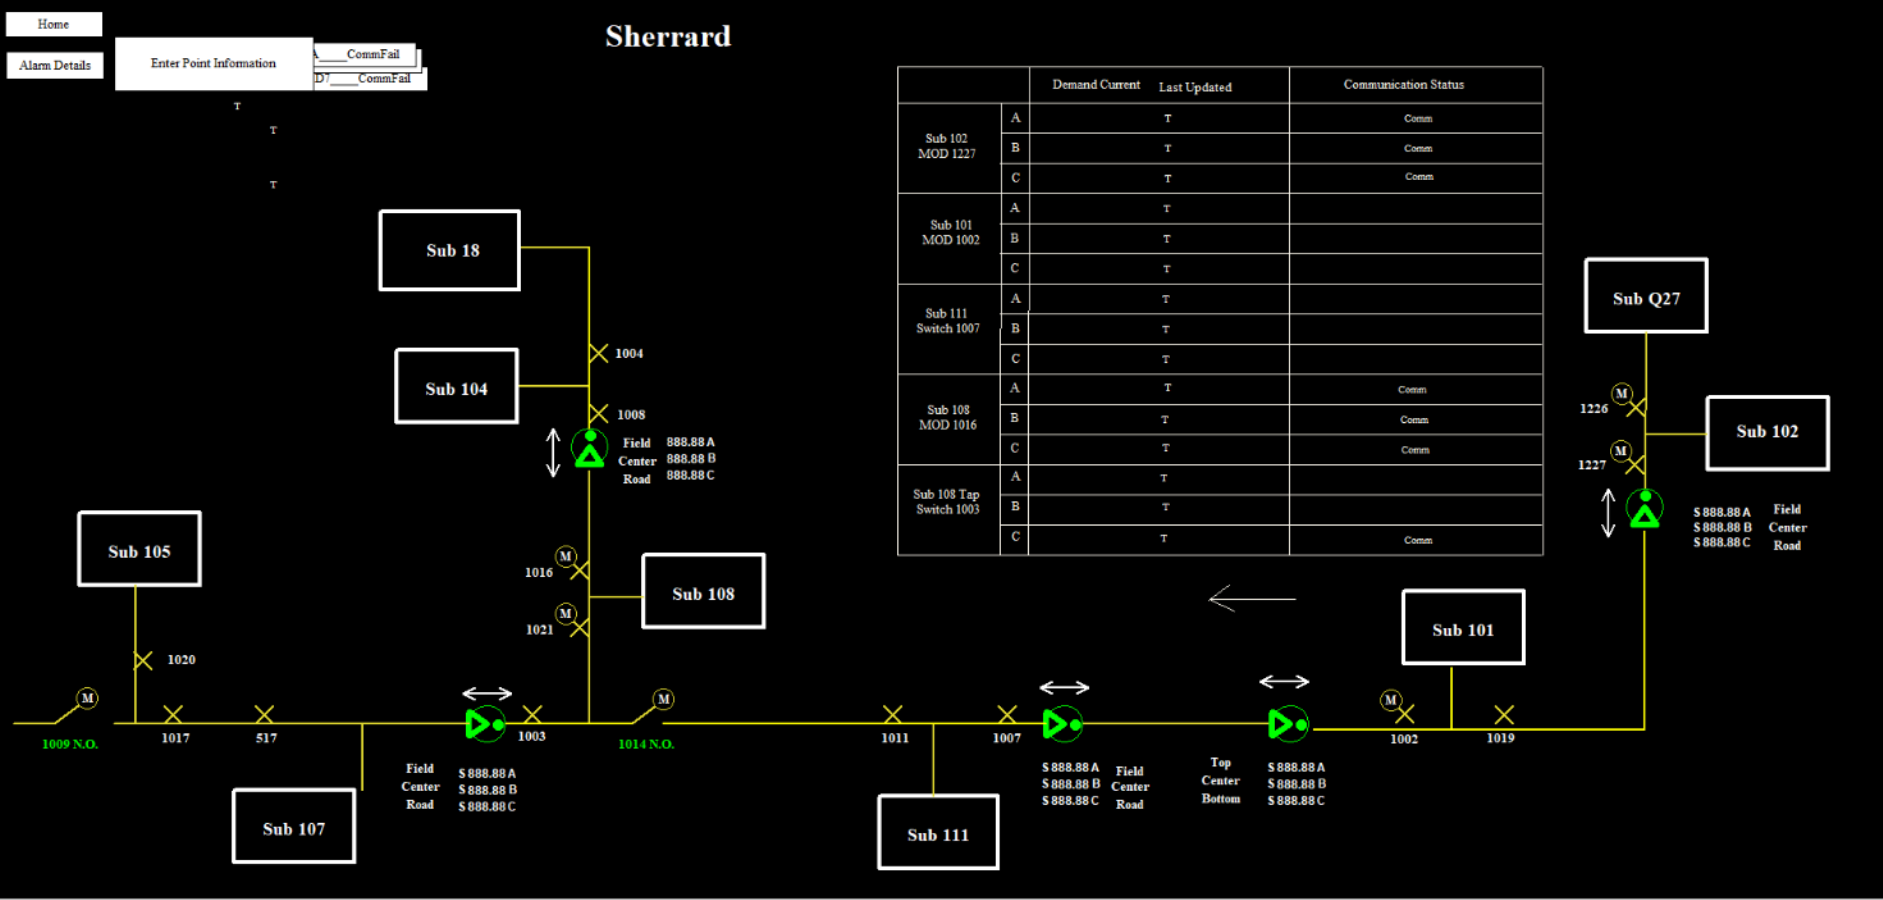 Home
Sherrard
Alarm Details
Enter Point Information
A____CommFail
D7____CommFail
T
T
T
Demand Current Last Updated Communication Status
Sub 102
MOD 1227
A T Comm
B T Comm
C T Comm
Sub 101
MOD 1002
A T
B T
C T
Sub 111
Switch 1007
A T
B T
C T
Sub 108
MOD 1016
A T Comm
B T Comm
C T Comm
Sub 108 Tap
Switch 1003
A T
B T
C T Comm
Sub 18
1004
Sub 104
1008
Field 888.88 A
Center 888.88 B
Road 888.88 C
Sub 105
M
1016
Sub 108
M
1021
1020
M
1009 N.O.
1017
517
1003
M
1014 N.O.
Field S 888.88 A
Center S 888.88 B
Road S 888.88 C
Sub 107
1011
1007
Sub 111
S 888.88 A Field
S 888.88 B Center
S 888.88 C Road
Top S 888.88 A
Center S 888.88 B
Bottom S 888.88 C
Sub 101
M
1002
1019
Sub Q27
M
1226
Sub 102
M
1227
S 888.88 A Field
S 888.88 B Center
S 888.88 C Road